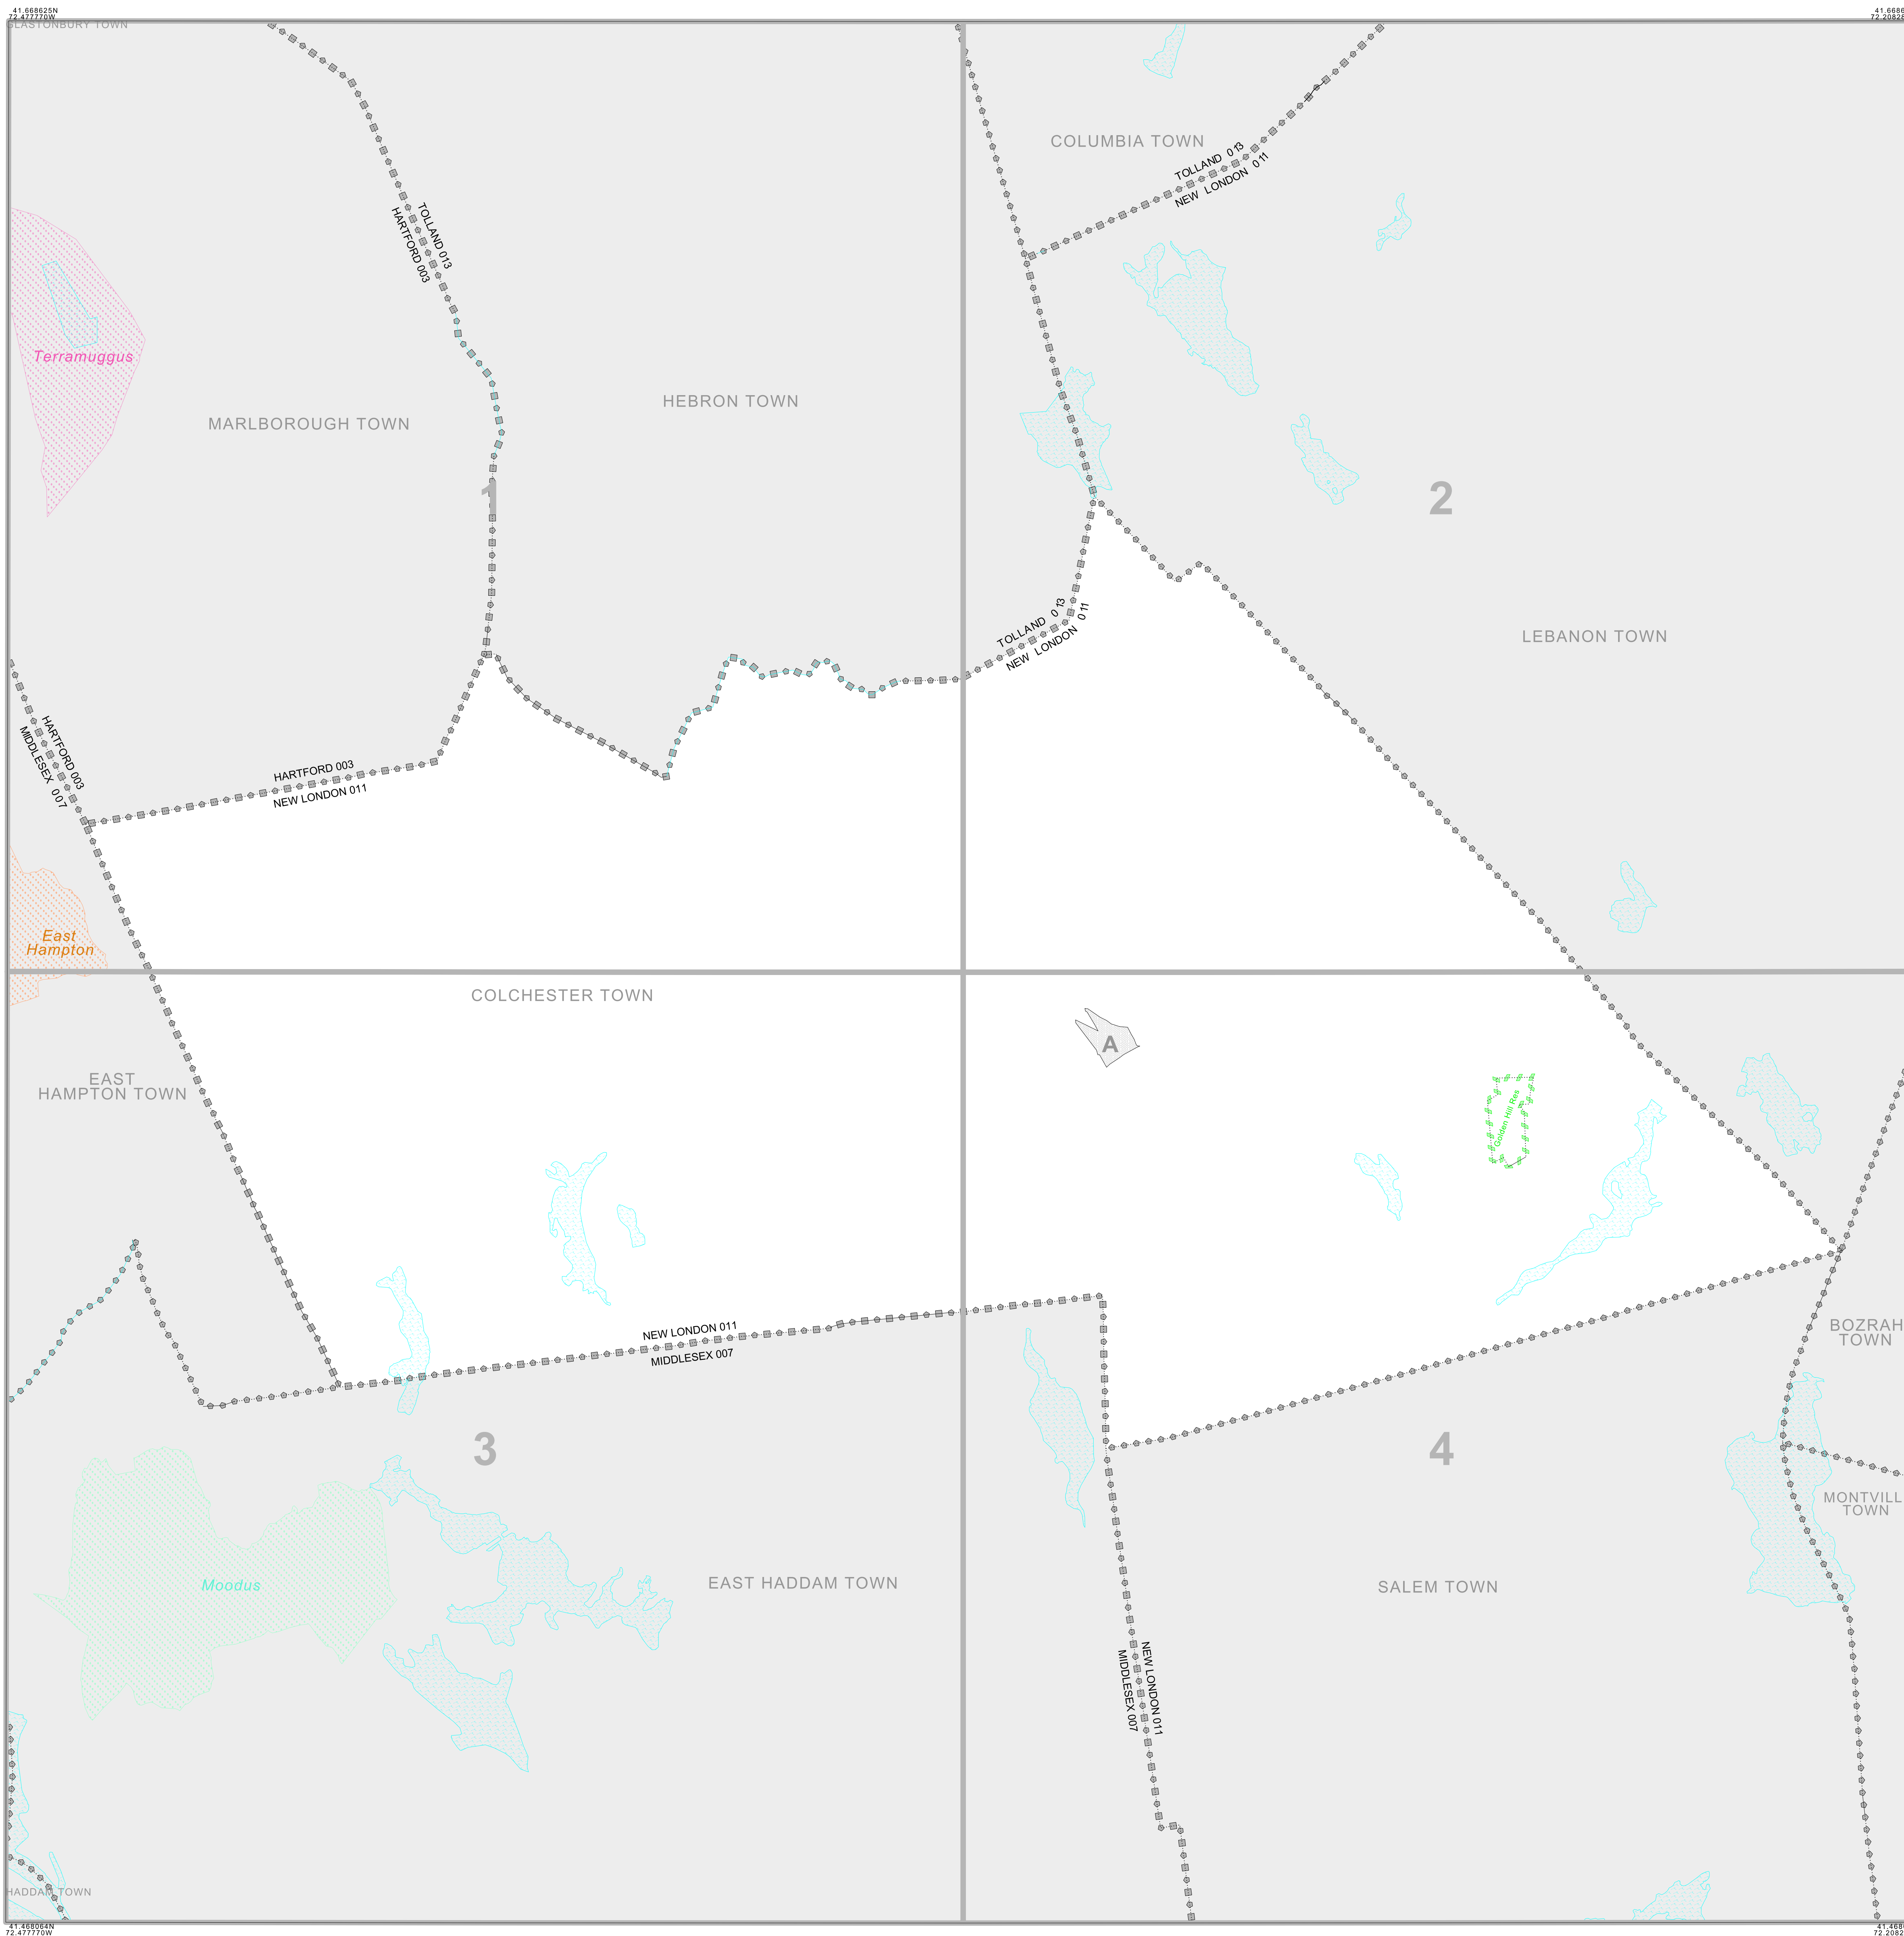 41.668625N
72.477770W
41.6686
72.20828
GLASTONBURY TOWN
COLUMBIA TOWN
TOLLAND 013
NEW LONDON 011
TOLLAND 013
HARTFORD 003
Terramuggus
MARLBOROUGH TOWN
HEBRON TOWN
1
2
TOLLAND 013
NEW LONDON 011
LEBANON TOWN
HARTFORD 003
MIDDLESEX 007
HARTFORD 003
NEW LONDON 011
East
Hampton
COLCHESTER TOWN
A
EAST
HAMPTON TOWN
Golden Hill Res
NEW LONDON 011
MIDDLESEX 007
BOZRAH
TOWN
3
4
MONTVILL
TOWN
Moodus
EAST HADDAM TOWN
SALEM TOWN
NEW LONDON 011
MIDDLESEX 007
HADDAM TOWN
41.468064N
72.477770W
41.468
72.2082